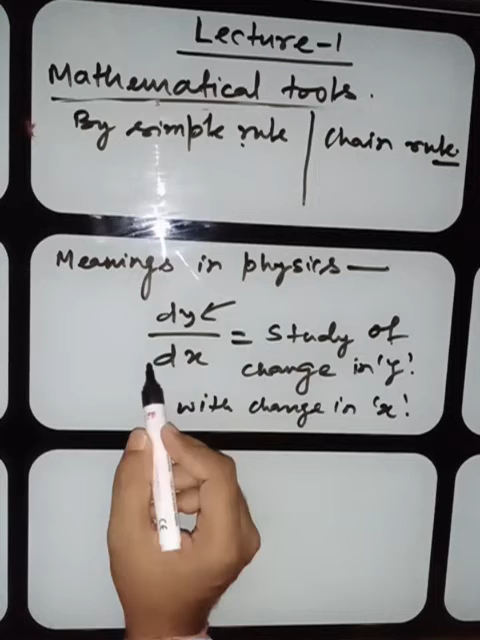 Lecture-1
Mathematical tools.
By simple rule | Chain rule
Meanings in physics —
dy/dx = Study of
change in 'y'
with change in 'x'